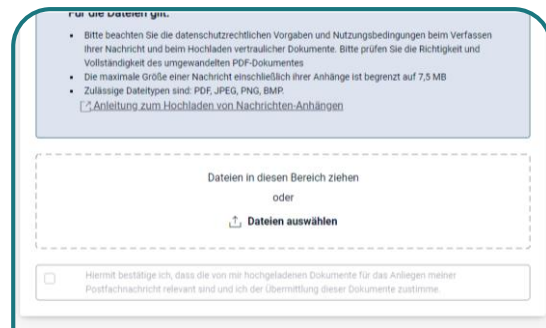 Für die Dateien gilt:
Bitte beachten Sie die datenschutzrechtlichen Vorgaben und Nutzungsbedingungen beim Verfassen
Ihrer Nachricht und beim Hochladen vertraulicher Dokumente. Bitte prüfen Sie die Richtigkeit und
Vollständigkeit des umgewandelten PDF-Dokumentes
Die maximale Größe einer Nachricht einschließlich ihrer Anhänge ist begrenzt auf 7,5 MB
Zulässige Dateitypen sind: PDF, JPEG, PNG, BMP.
Anleitung zum Hochladen von Nachrichten-Anhängen
Dateien in diesen Bereich ziehen
oder
Dateien auswählen
Hiermit bestätige ich, dass die von mir hochgeladenen Dokumente für das Anliegen meiner
Postfachnachricht relevant sind und ich der Übermittlung dieser Dokumente zustimme.